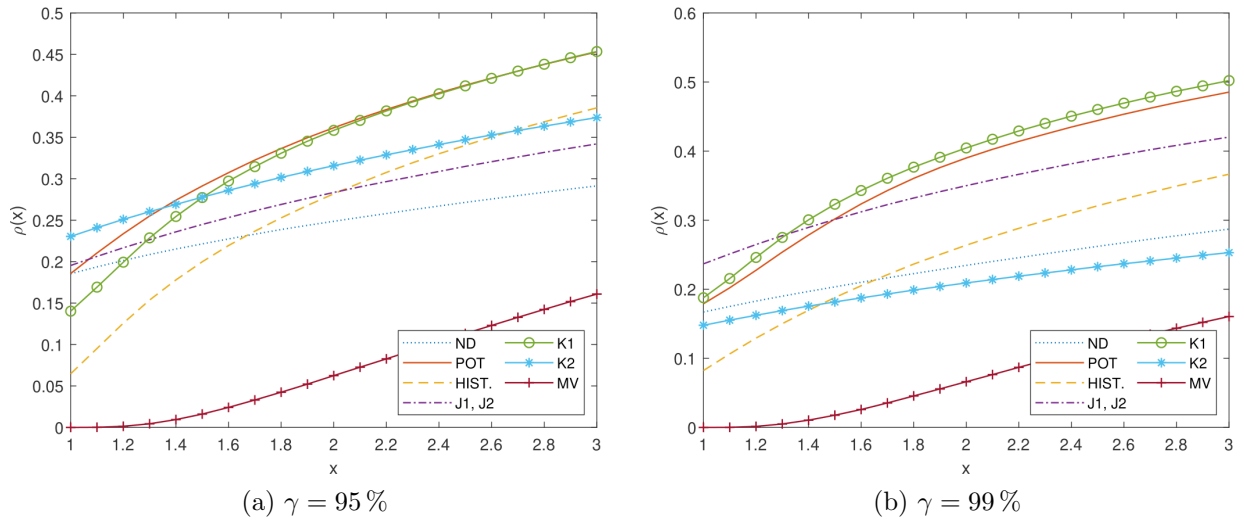 0.5
0.45
0.4
0.35
0.3
0.25
0.2
0.15
0.1
0.05
0
ρ(x)
1 1.2 1.4 1.6 1.8 2 2.2 2.4 2.6 2.8 3
x
ND K1
POT K2
HIST. MV
J1, J2
(a) γ = 95 %
0.6
0.5
0.4
0.3
0.2
0.1
0
ρ(x)
1 1.2 1.4 1.6 1.8 2 2.2 2.4 2.6 2.8 3
x
ND K1
POT K2
HIST. MV
J1, J2
(b) γ = 99 %